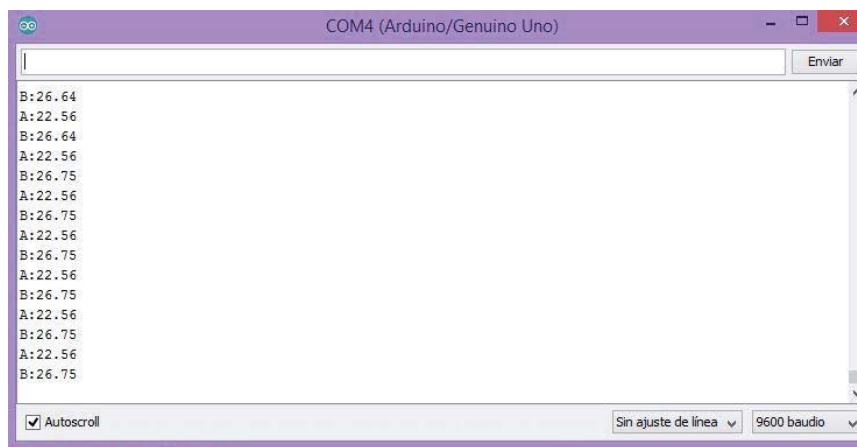 COM4 (Arduino/Genuino Uno)
Enviar
B:26.64
A:22.56
B:26.64
A:22.56
B:26.75
A:22.56
B:26.75
A:22.56
B:26.75
A:22.56
B:26.75
A:22.56
B:26.75
A:22.56
B:26.75
Autoscroll
Sin ajuste de línea
9600 baudio